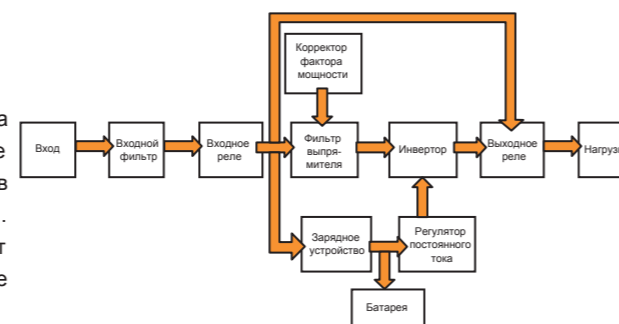 Корректор
фактора
мощности
Вход
Входной
фильтр
Входное
реле
Фильтр
выпря-
мителя
Инвертор
Выходное
реле
Нагруз
Зарядное
устройство
Регулятор
постоянного
тока
Батарея
а
е
в
.
т
е